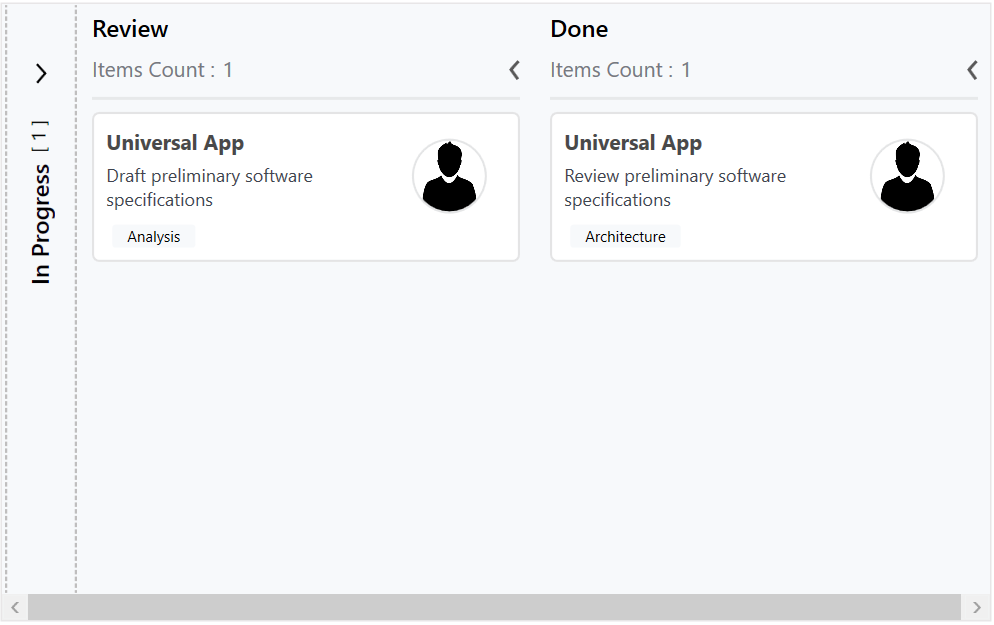 In Progress [ 1 ]
Review
Items Count : 1
Universal App
Draft preliminary software
specifications
Analysis
Done
Items Count : 1
Universal App
Review preliminary software
specifications
Architecture